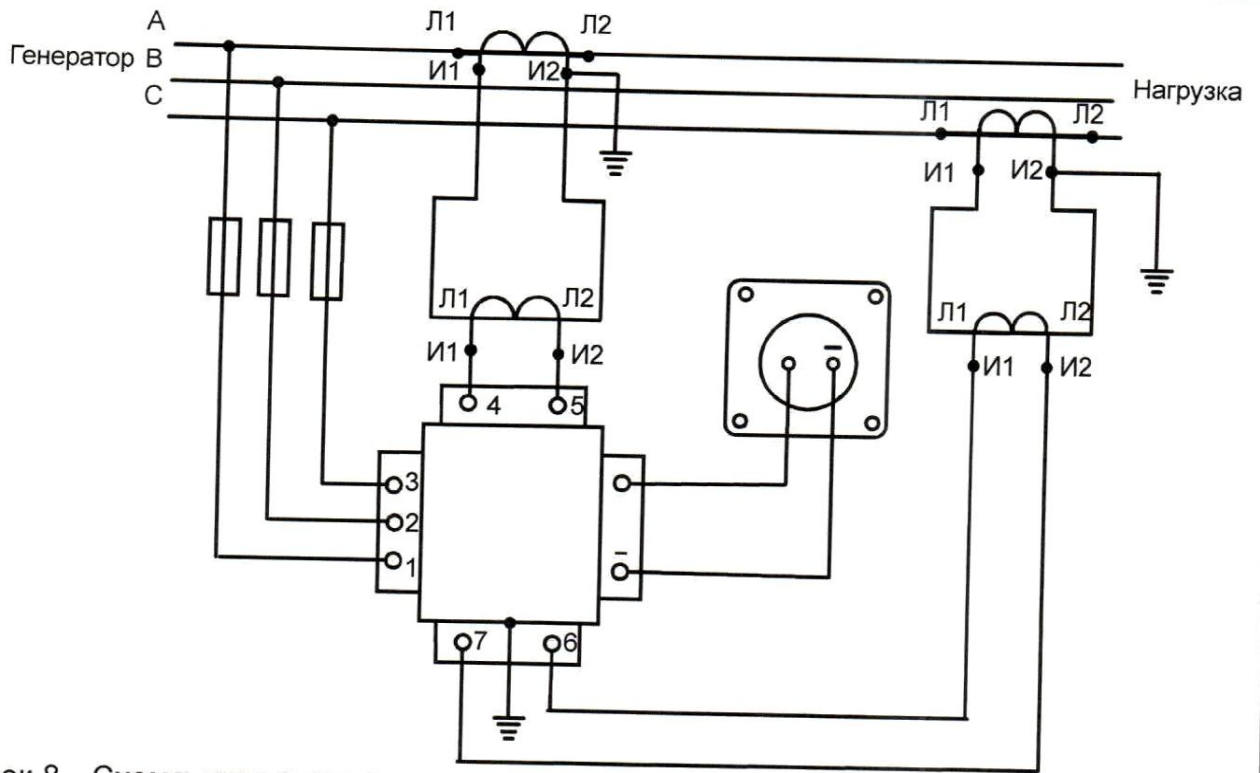 A
Генератор B
C
Л1 Л2
И1 И2
Нагрузка
Л1 Л2
И1 И2
Л1 Л2
И1 И2
Л1 Л2
И1 И2
4 5
3
2
1
–
–
7 6